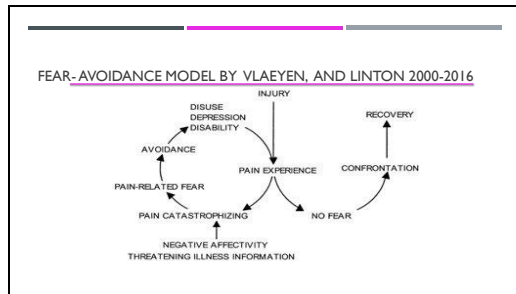 FEAR- AVOIDANCE MODEL BY VLAEYEN, AND LINTON 2000-2016
INJURY
DISUSE
DEPRESSION
DISABILITY
RECOVERY
AVOIDANCE
PAIN EXPERIENCE
CONFRONTATION
PAIN-RELATED FEAR
PAIN CATASTROPHIZING
NO FEAR
NEGATIVE AFFECTIVITY
THREATENING ILLNESS INFORMATION